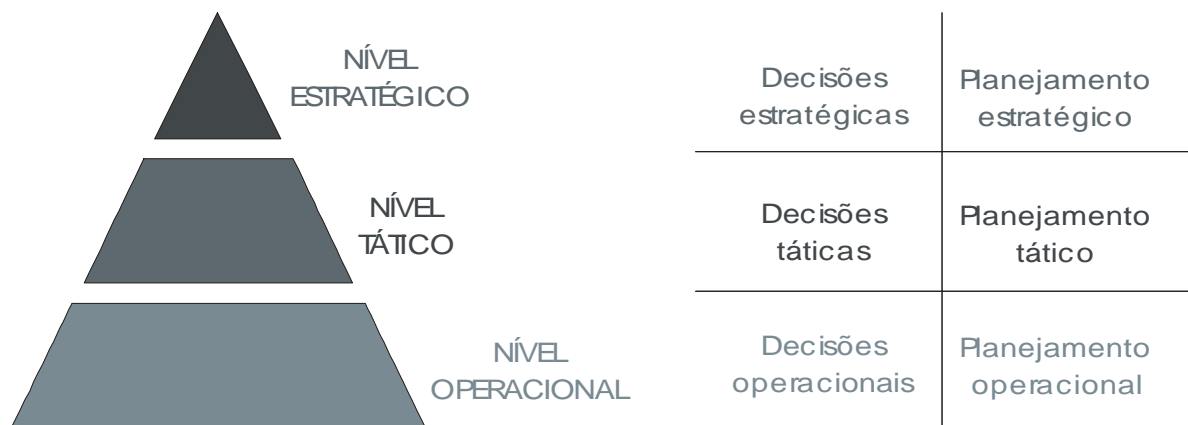 NÍVEL
ESTRATÉGICO
Decisões
estratégicas
Planejamento
estratégico
NÍVEL
TÁTICO
Decisões
táticas
Planejamento
tático
NÍVEL
OPERACIONAL
Decisões
operacionais
Planejamento
operacional